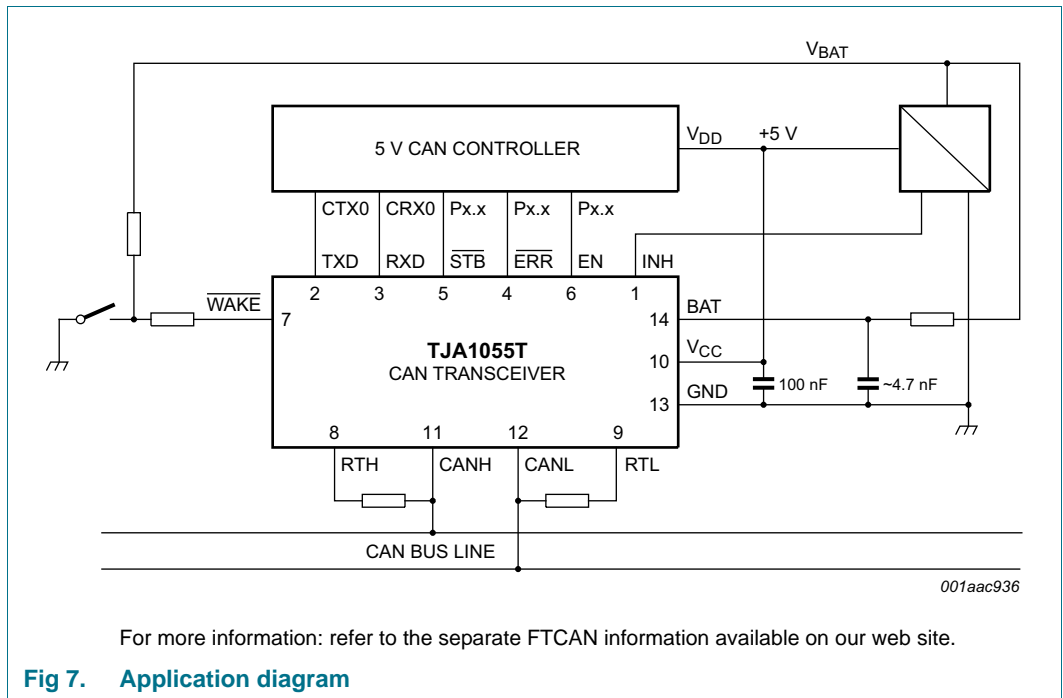 VBAT
5 V CAN CONTROLLER
VDD +5 V
CTX0 CRX0 Px.x Px.x Px.x
TXD RXD STB ERR EN INH
2 3 5 4 6 1
WAKE
7
14 BAT
TJA1055T
CAN TRANSCEIVER
10 VCC
100 nF
~4.7 nF
13 GND
8 11 12 9
RTH CANH CANL RTL
CAN BUS LINE
001aac936
For more information: refer to the separate FTCAN information available on our web site.
Fig 7. Application diagram